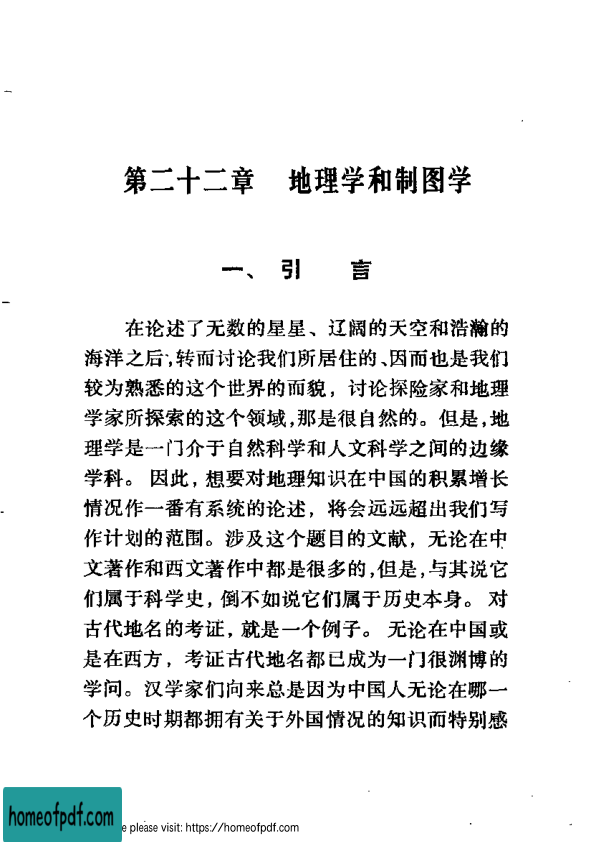 第二十二章 地理学和制图学
一、引 言
在论述了无数的星星、辽阔的天空和浩瀚的
海洋之后,转而讨论我们所居住的、因而也是我们
较为熟悉的这个世界的面貌，讨论探险家和地理
学家所探索的这个领域,那是很自然的。但是,地
理学是一门介于自然科学和人文科学之间的边缘
学科。因此，想要对地理知识在中国的积累增长
情况作一番有系统的论述，将会远远超出我们写
作计划的范围。涉及这个题目的文献，无论在中
文著作和西文著作中都是很多的,但是,与其说它
们属于科学史，倒不如说它们属于历史本身。对
古代地名的考证，就是一个例子。无论在中国或
是在西方，考证古代地名都已成为一门很渊博的
学问。汉学家们向来总是因为中国人无论在哪一
个历史时期都拥有关于外国情况的知识而特别感
homeofpdf.com
e please visit: https://homeofpdf.com